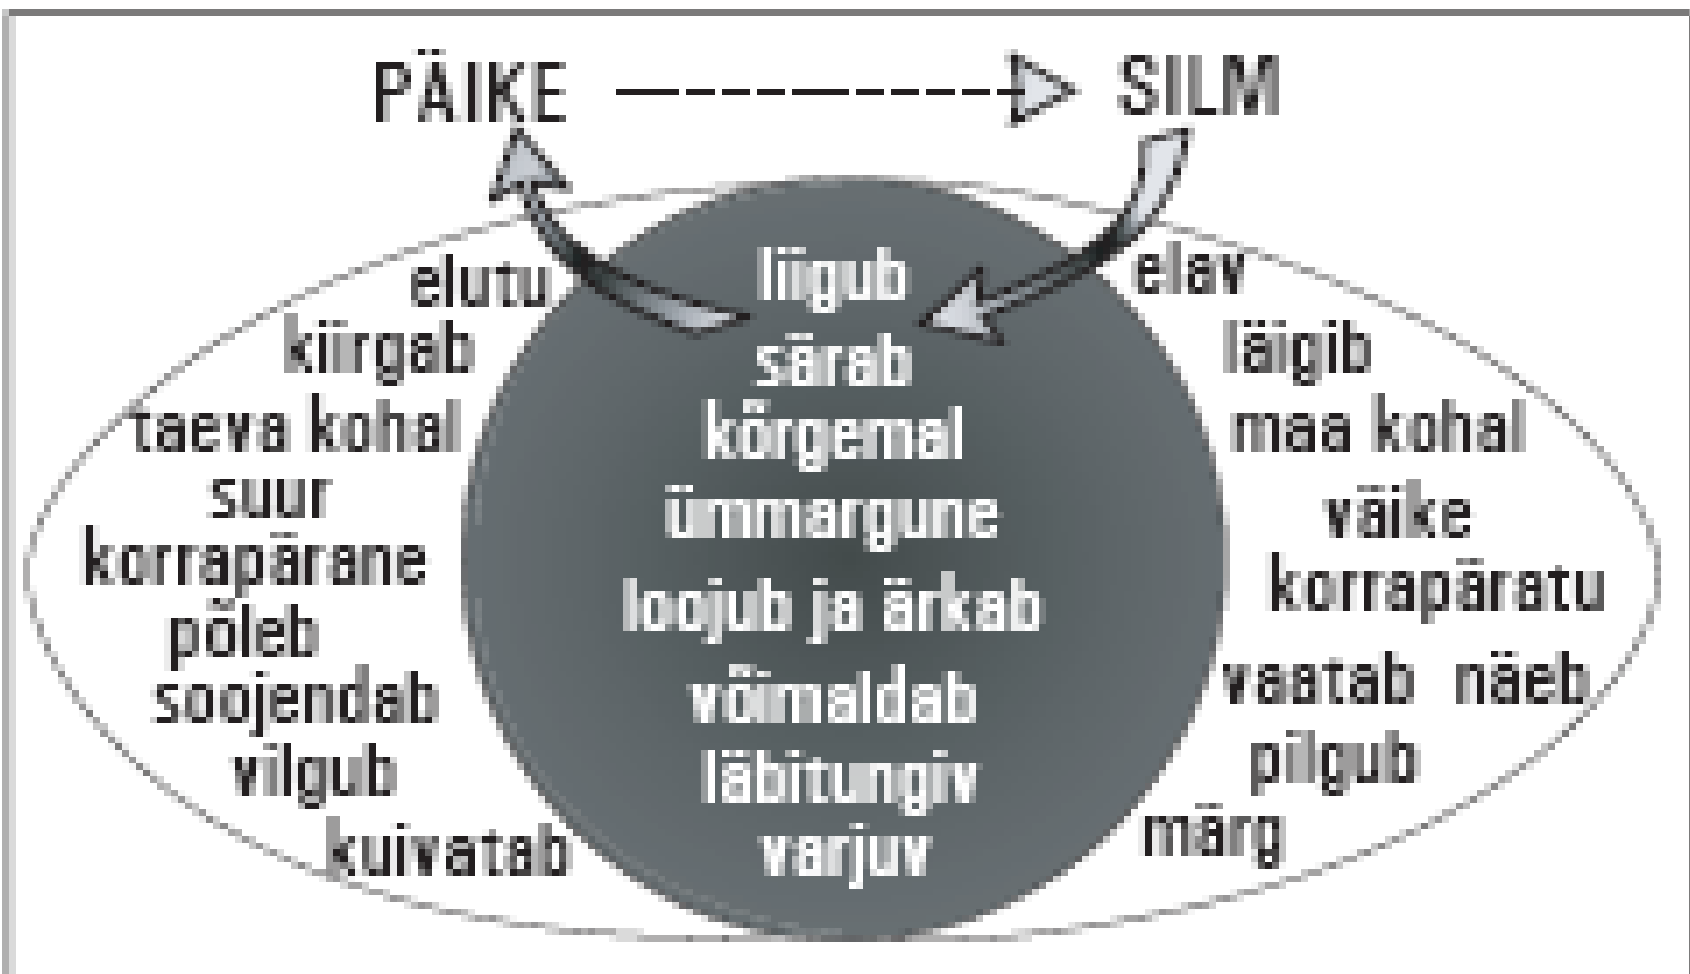 PÄIKE
SILM
elutu
kiirgab
taeva kohal
suur
korrapärane
põleb
soojendab
vilgub
kuivatab
liigub
särab
kõrgemal
ümmargune
loojub ja ärkab
võimaldab
läbitungiv
varjuv
elav
läigib
maa kohal
väike
korrapäratu
vaatab näeb
pilgub
märg